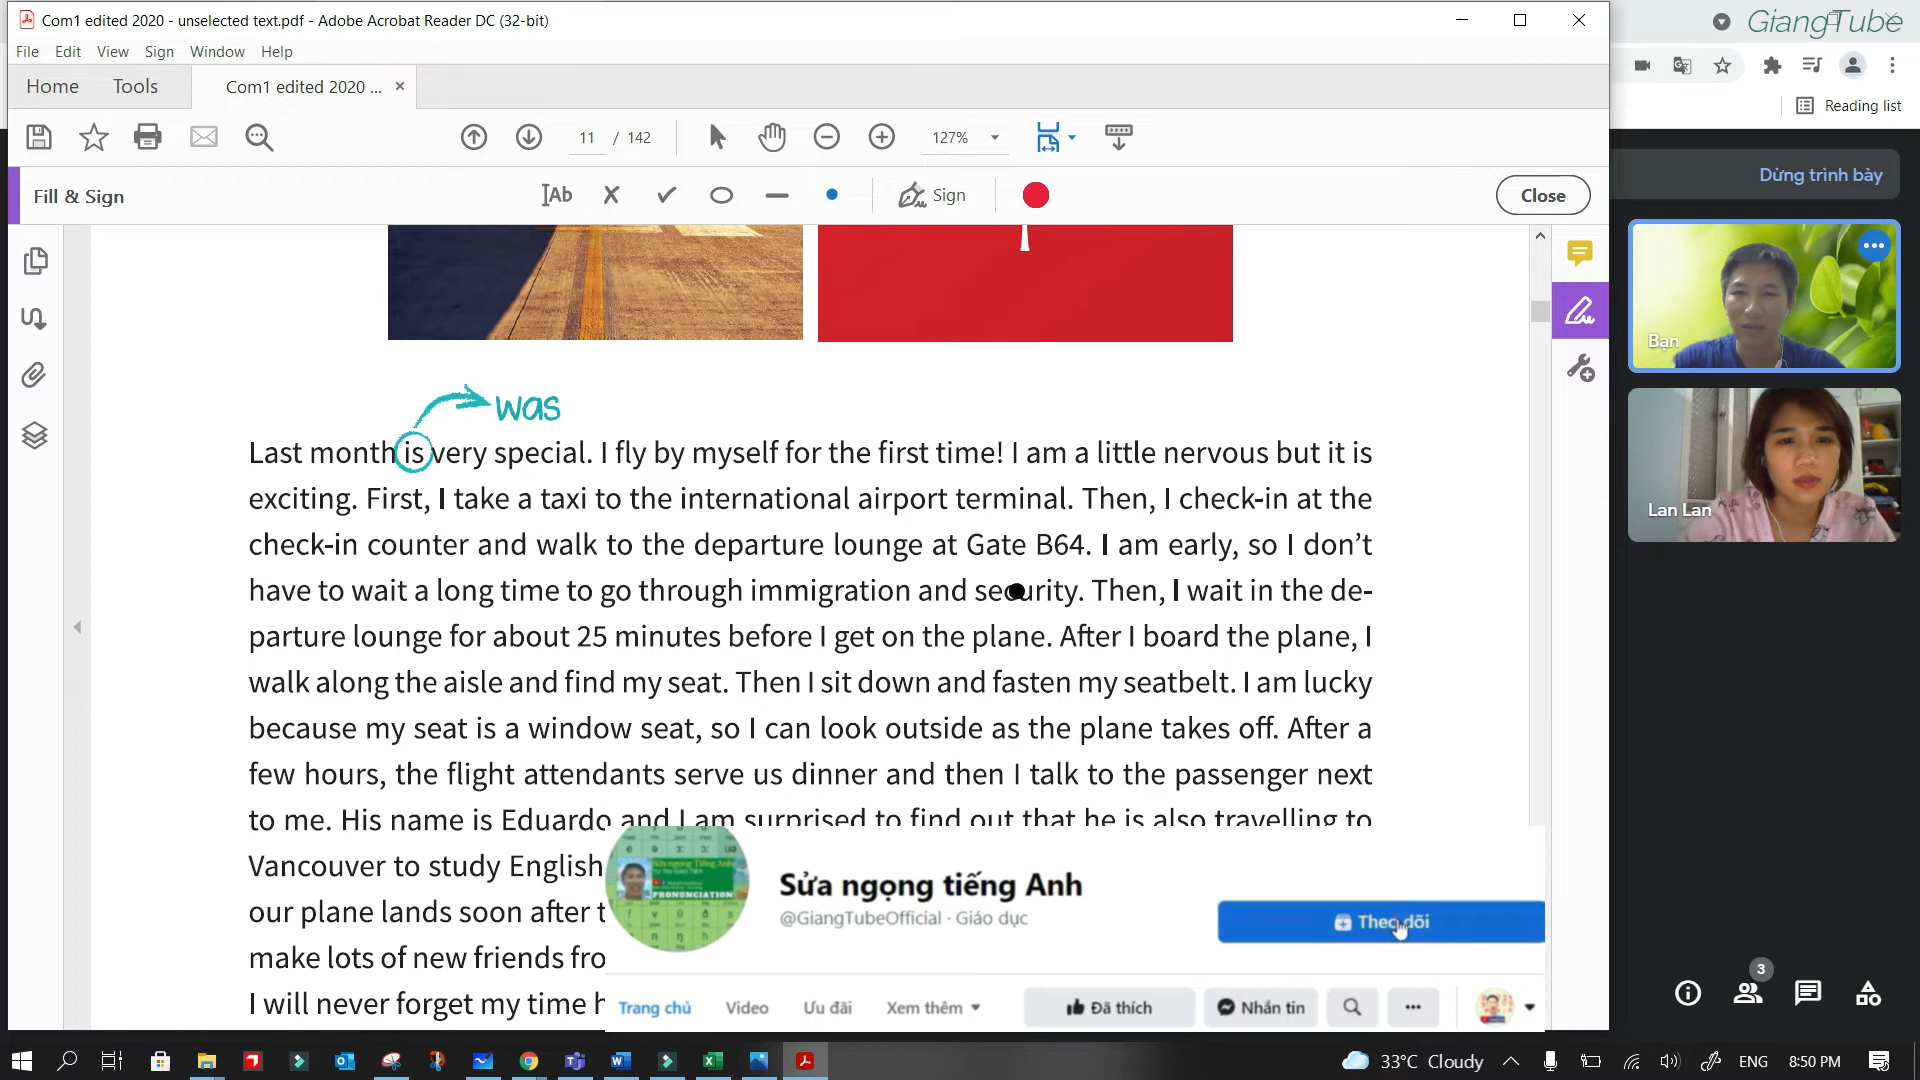 Com1 edited 2020 - unselected text.pdf - Adobe Acrobat Reader DC (32-bit)
GiangTube
File Edit View Sign Window Help
Home Tools Com1 edited 2020 ...
Reading list
11 / 142 127%
Dừng trình bày
Fill & Sign
Ab
Sign
Close
Bạn
was
Last month is very special. I fly by myself for the first time! I am a little nervous but it is
exciting. First, I take a taxi to the international airport terminal. Then, I check-in at the
Lan Lan
check-in counter and walk to the departure lounge at Gate B64. I am early, so I don't
have to wait a long time to go through immigration and security. Then, I wait in the de-
parture lounge for about 25 minutes before I get on the plane. After I board the plane, I
walk along the aisle and find my seat. Then I sit down and fasten my seatbelt. I am lucky
because my seat is a window seat, so I can look outside as the plane takes off. After a
few hours, the flight attendants serve us dinner and then I talk to the passenger next
to me. His name is Eduardo and I am surprised to find out that he is also travelling to
Vancouver to study English
our plane lands soon after t
make lots of new friends fro
I will never forget my time h
PRONUNCIATION
Sửa ngọng tiếng Anh
@GiangTubeOfficial · Giáo dục
Theo dõi
Trang chủ Video Ưu đãi Xem thêm Đã thích Nhắn tin
3
33°C Cloudy ENG 8:50 PM